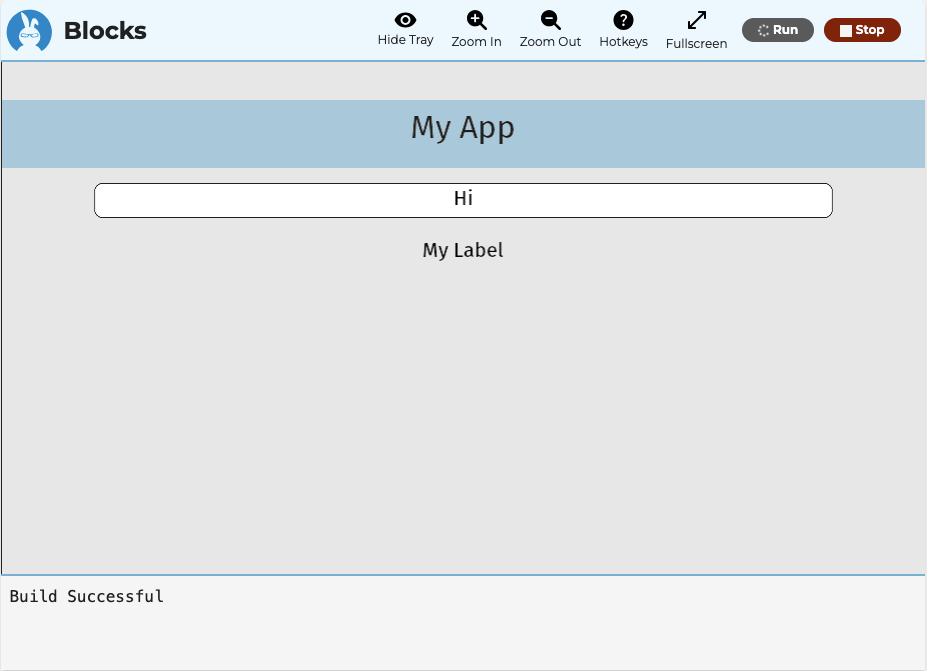 Blocks
Hide Tray
Zoom In
Zoom Out
Hotkeys
Fullscreen
Run
Stop
My App
Hi
My Label
Build Successful